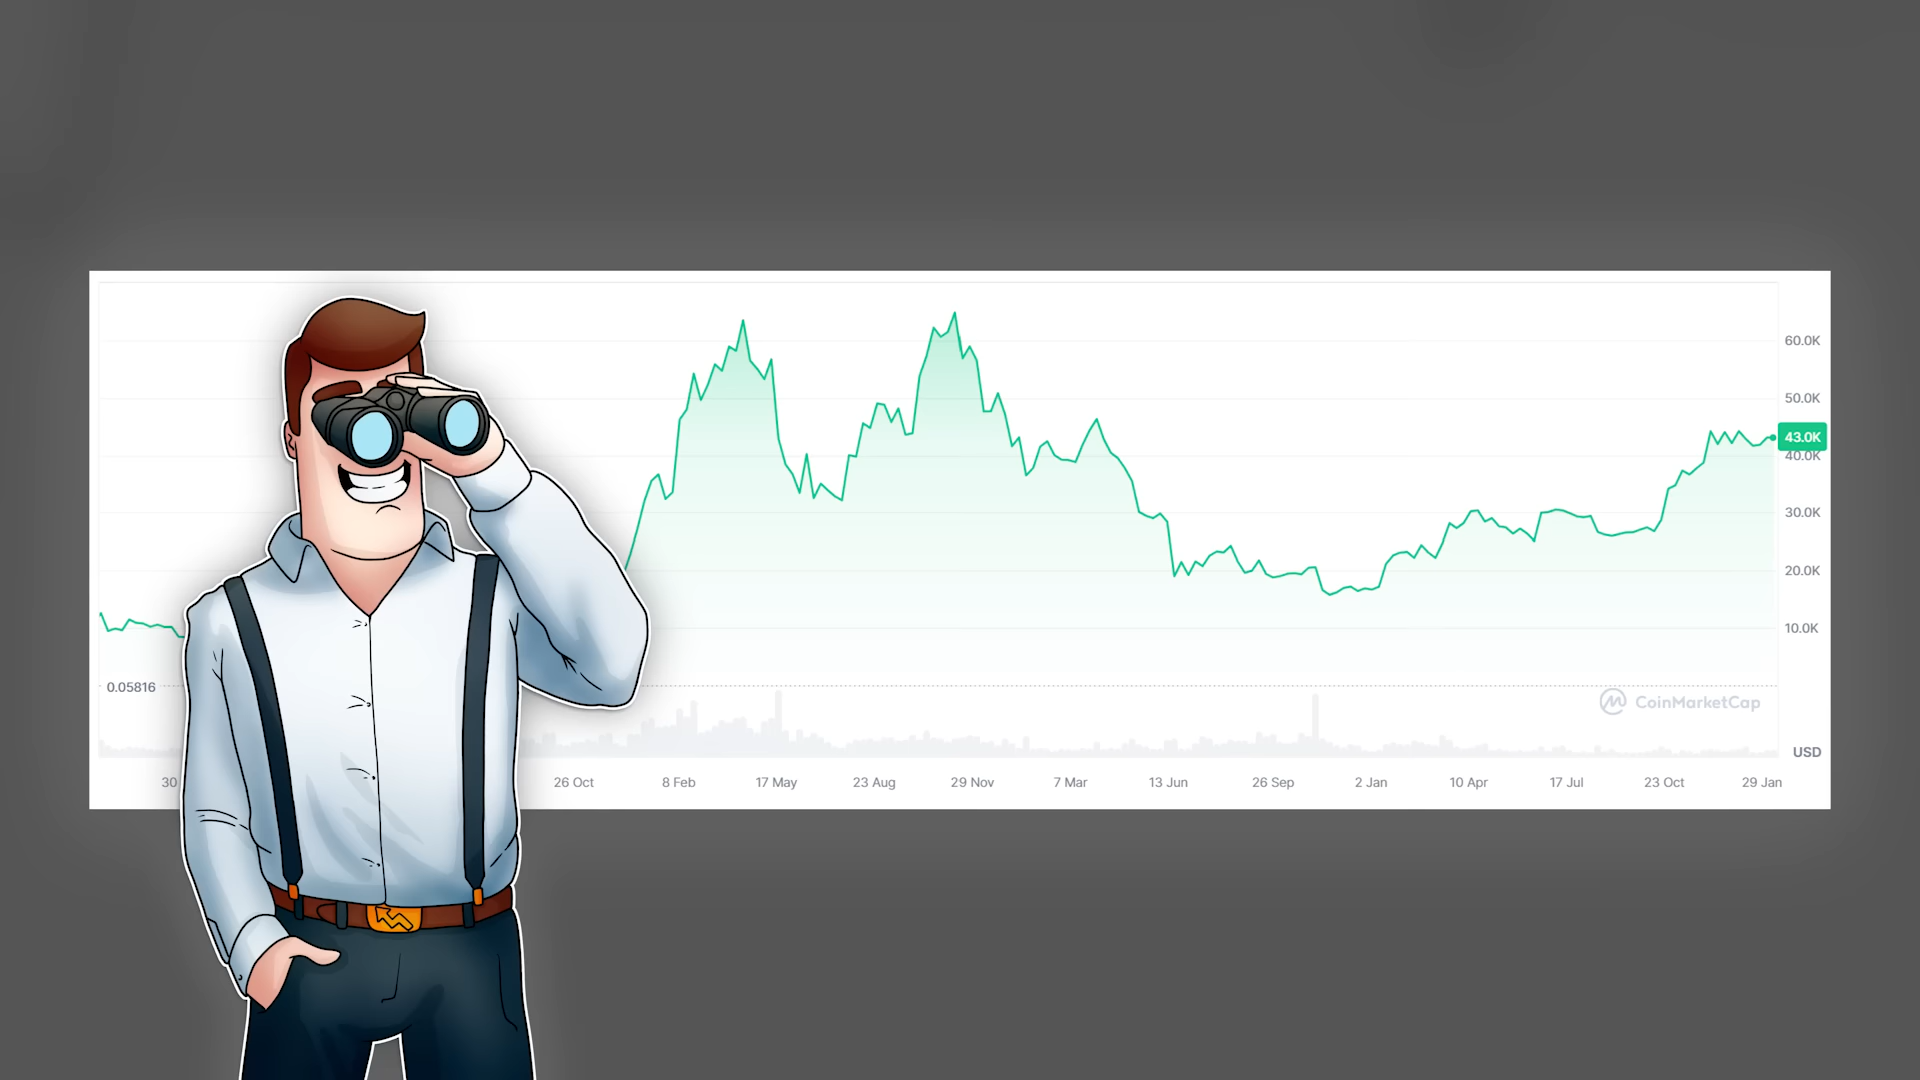 60.0K
50.0K
43.0K
40.0K
30.0K
20.0K
10.0K
0.05816
CoinMarketCap
USD
30 26 Oct 8 Feb 17 May 23 Aug 29 Nov 7 Mar 13 Jun 26 Sep 2 Jan 10 Apr 17 Jul 23 Oct 29 Jan